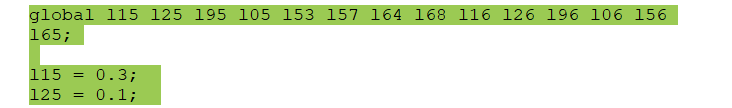 global l15 l25 l95 l05 l53 l57 l64 l68 l16 l26 l96 l06 l56
l65;
l15 = 0.3;
l25 = 0.1;